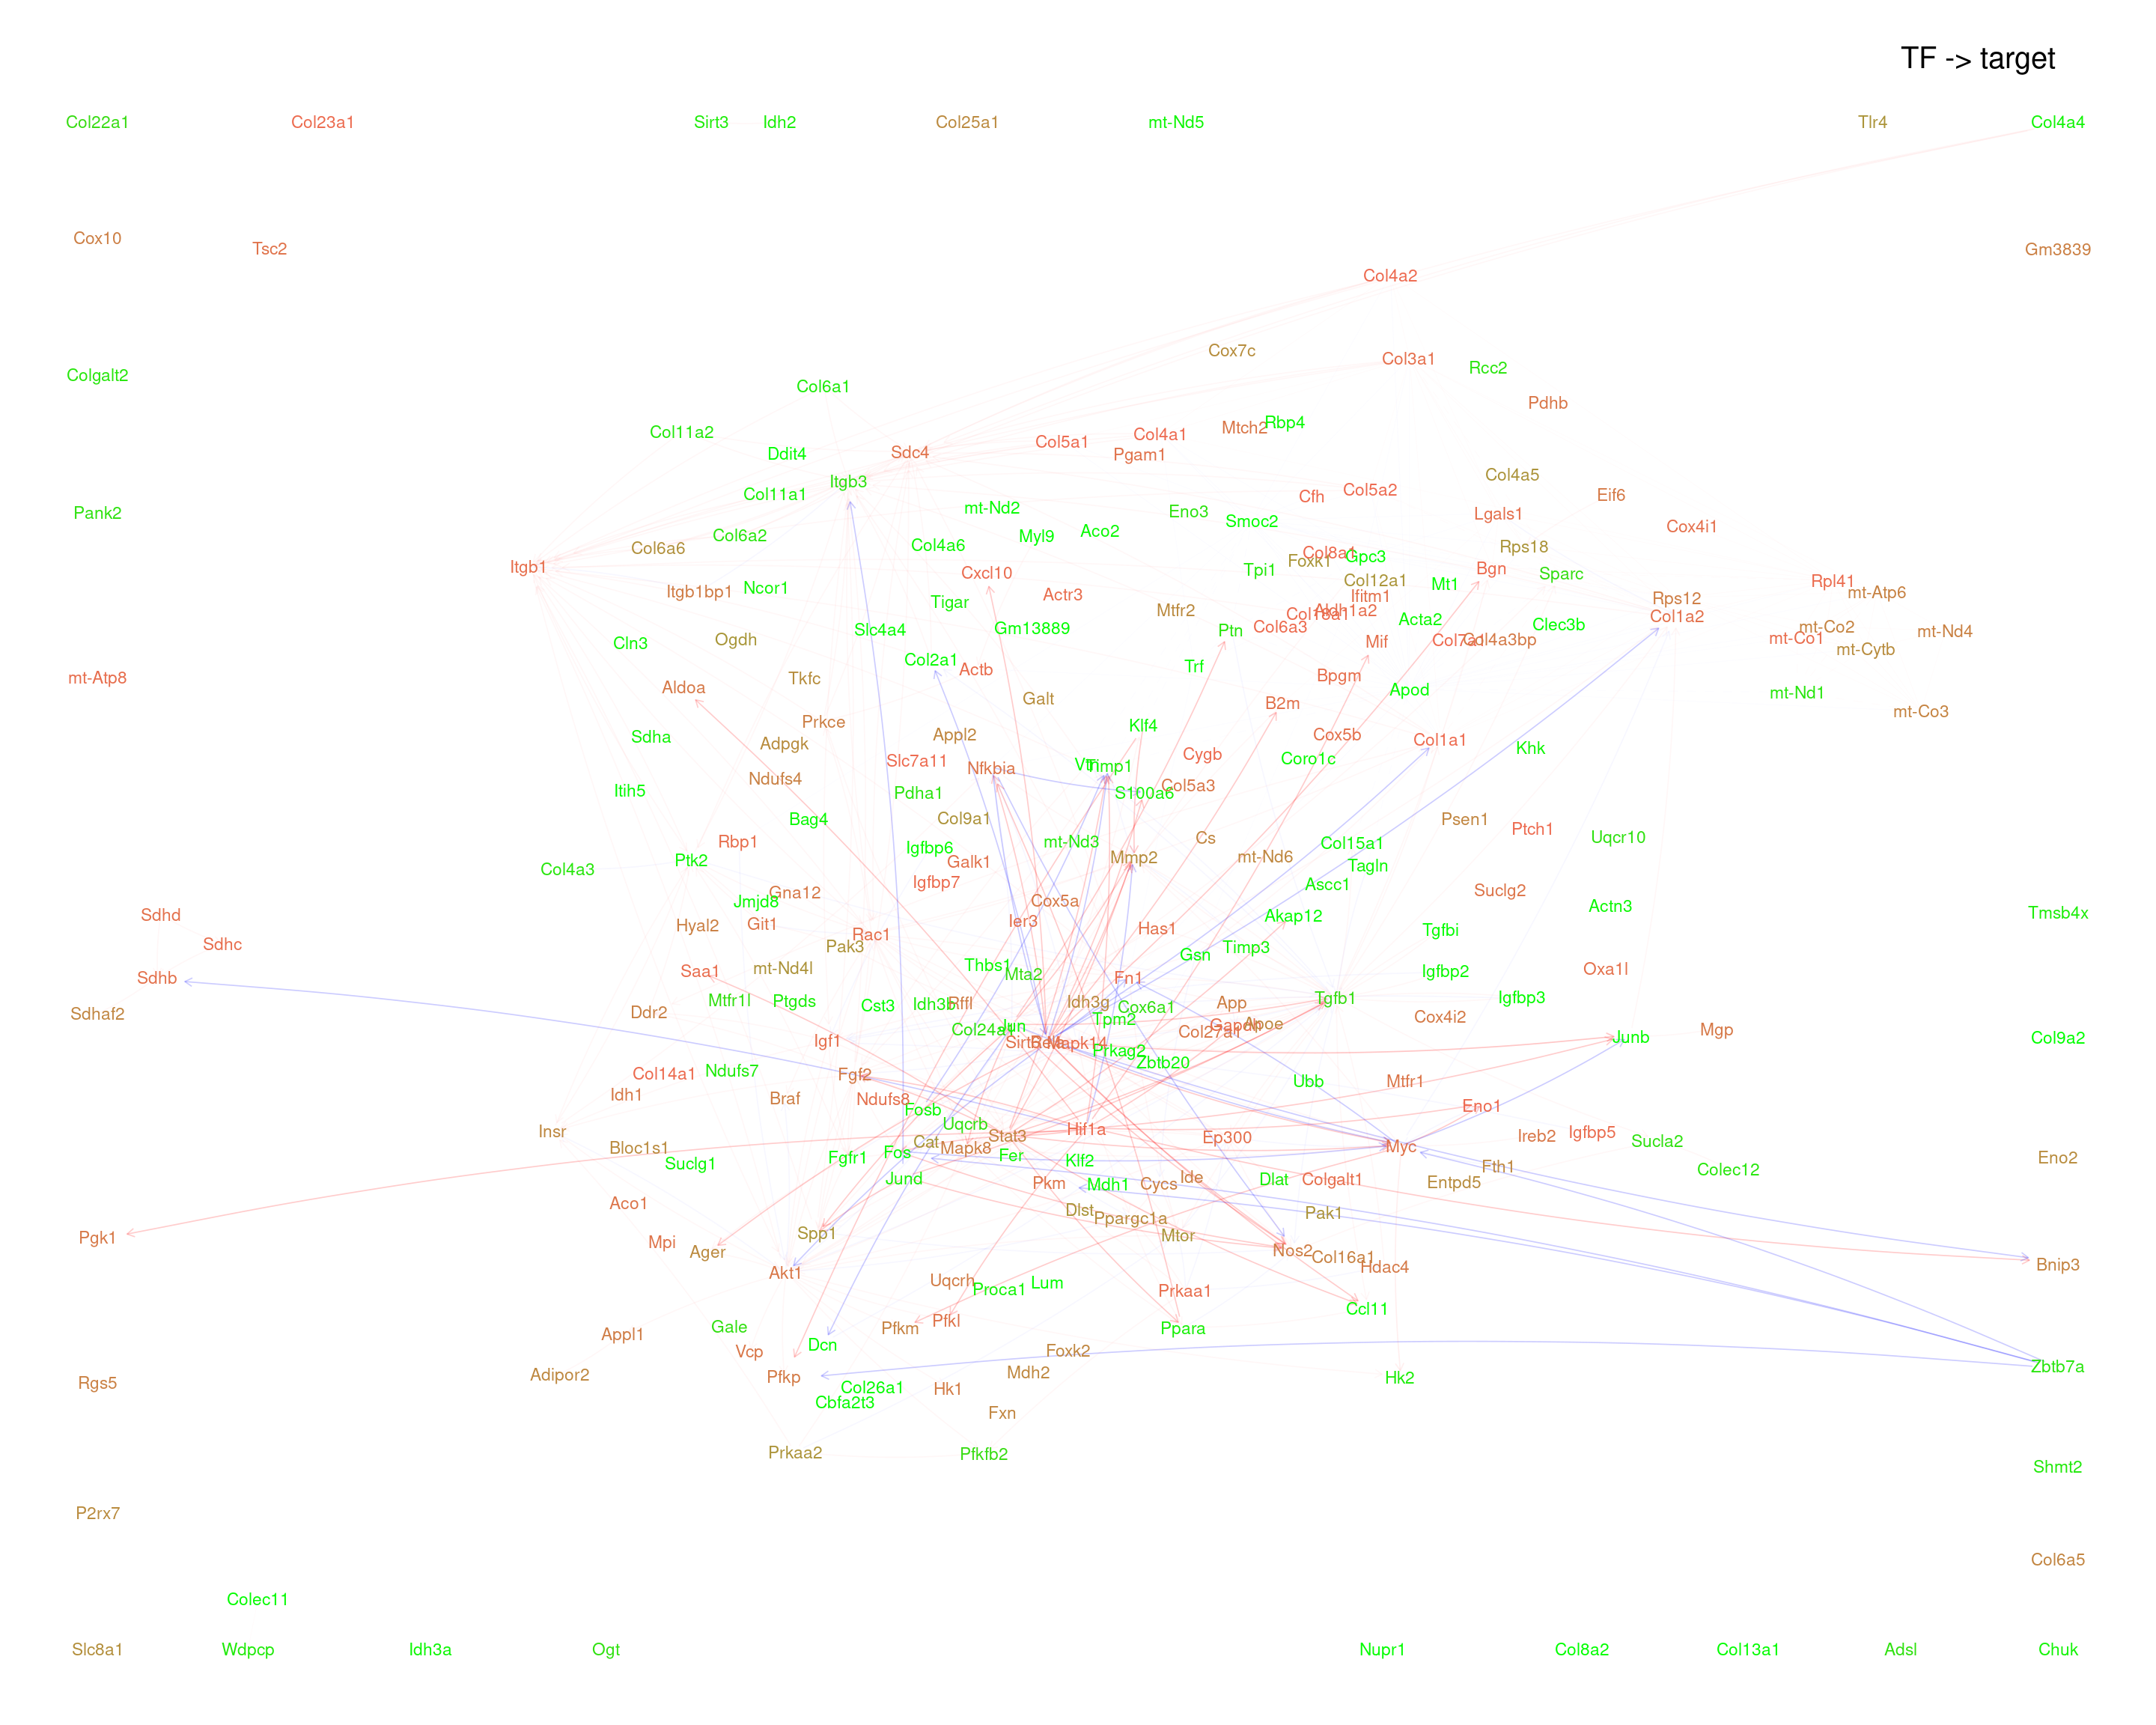 TF -> target
Col22a1
Col23a1
Sirt3
Idh2
Col25a1
mt-Nd5
Tlr4
Col4a4
Cox10
Tsc2
Gm3839
Col4a2
Cox7c
Col3a1
Rcc2
Colgalt2
Col6a1
Pdhb
Col11a2
Rbp4
Mtch2
Col5a1
Col4a1
Ddit4
Sdc4
Pgam1
Col4a5
Itgb3
Col11a1
Cfh
Col5a2
Eif6
Pank2
mt-Nd2
Eno3
Smoc2
Lgals1
Cox4i1
Col6a6
Col6a2
Col4a6
Myl9
Aco2
Rps18
Itgb1
Cxcl10
Tpi1
Foxk1
Col8a1
Gpc3
Bgn
Sparc
Itgb1bp1
Ncor1
Tigar
Actr3
Mtfr2
Col12a1
Ifitm1
Mt1
Rps12
Rpl41
mt-Atp6
Cln3
Ogdh
Slc4a4
Gm13889
Ptn
Col6a3
Col18a1
Aldh1a2
Acta2
Clec3b
Col1a2
mt-Co2
mt-Nd4
mt-Co1
mt-Cytb
Mif
Col7a1
Col4a3bp
Col2a1
Actb
Trf
Bpgm
mt-Atp8
Aldoa
Tkfc
Galt
B2m
Apod
mt-Nd1
mt-Co3
Prkce
Klf4
Sdha
Adpgk
Appl2
Cox5b
Col1a1
Khk
Slc7a11
Nfkbia
Vtn
Timp1
Cygb
Coro1c
Itih5
Ndufs4
Pdha1
S100a6
Col5a3
Bag4
Col9a1
Psen1
Ptch1
Uqcr10
Rbp1
Igfbp6
mt-Nd3
Cs
Col15a1
Col4a3
Ptk2
Galk1
Mmp2
mt-Nd6
Tagln
Igfbp7
Ascc1
Suclg2
Gna12
Jmjd8
Cox5a
Akap12
Actn3
Tmsb4x
Sdhd
Hyal2
Git1
Rac1
Ier3
Has1
Tgfbi
Sdhc
Pak3
Timp3
Gsn
Sdhb
Saa1
mt-Nd4l
Thbs1
Mta2
Fn1
Igfbp2
Oxa1l
Sdhaf2
Ddr2
Mtfr1l
Ptgds
Cst3
Idh3b
Rffl
Idh3g
Cox6a1
App
Tgfb1
Igfbp3
Igf1
Col24a1
Jun
Tpm2
Col27a1
Gapdh
Apoe
Cox4i2
Mgp
Sirt6
Rela
Mapk14
Prkag2
Zbtb20
Junb
Col9a2
Col14a1
Ndufs7
Fgf2
Ubb
Mtfr1
Idh1
Braf
Ndufs8
Fosb
Eno1
Insr
Uqcrb
Hif1a
Bloc1s1
Cat
Stat3
Ep300
Myc
Ireb2
Igfbp5
Sucla2
Suclg1
Fgfr1
Fos
Mapk8
Fer
Klf2
Fth1
Colec12
Eno2
Jund
Pkm
Mdh1
Cycs
Ide
Dlat
Colgalt1
Entpd5
Aco1
Dlst
Ppargc1a
Pak1
Pgk1
Mpi
Ager
Spp1
Mtor
Nos2
Col16a1
Hdac4
Bnip3
Akt1
Uqcrh
Proca1
Lum
Prkaa1
Ccl11
Appl1
Gale
Dcn
Pfkm
Pfkl
Ppara
Vcp
Foxk2
Zbtb7a
Rgs5
Adipor2
Pfkp
Col26a1
Hk1
Mdh2
Hk2
Cbfa2t3
Fxn
Prkaa2
Pfkfb2
Shmt2
P2rx7
Col6a5
Colec11
Slc8a1
Wdpcp
Idh3a
Ogt
Nupr1
Col8a2
Col13a1
Adsl
Chuk